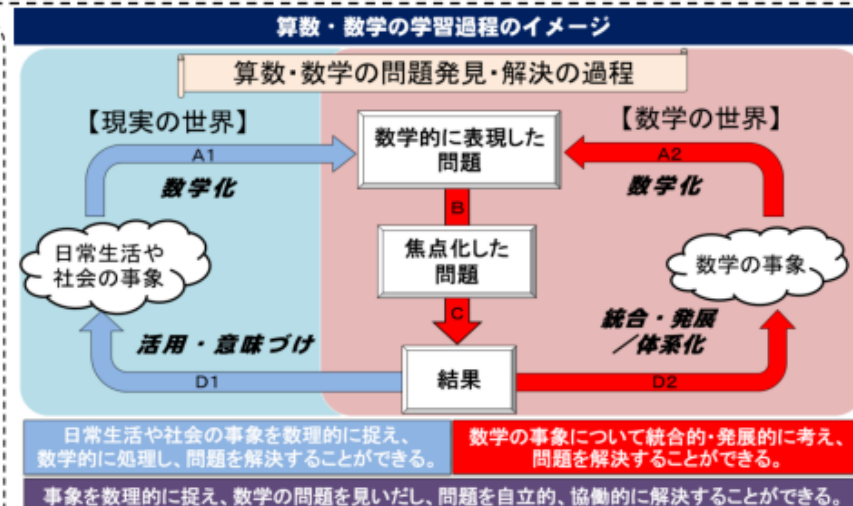 算数・数学の学習過程のイメージ
算数・数学の問題発見・解決の過程
【現実の世界】
【数学の世界】
A1
数学化
数学的に表現した
問題
A2
数学化
B
日常生活や
社会の事象
焦点化した
問題
数学の事象
C
活用・意味づけ
統合・発展
／体系化
D1
結果
D2
日常生活や社会の事象を数理的に捉え、
数学的に処理し、問題を解決することができる。
数学の事象について統合的・発展的に考え、
問題を解決することができる。
事象を数理的に捉え、数学の問題を見いだし、問題を自立的、協働的に解決することができる。